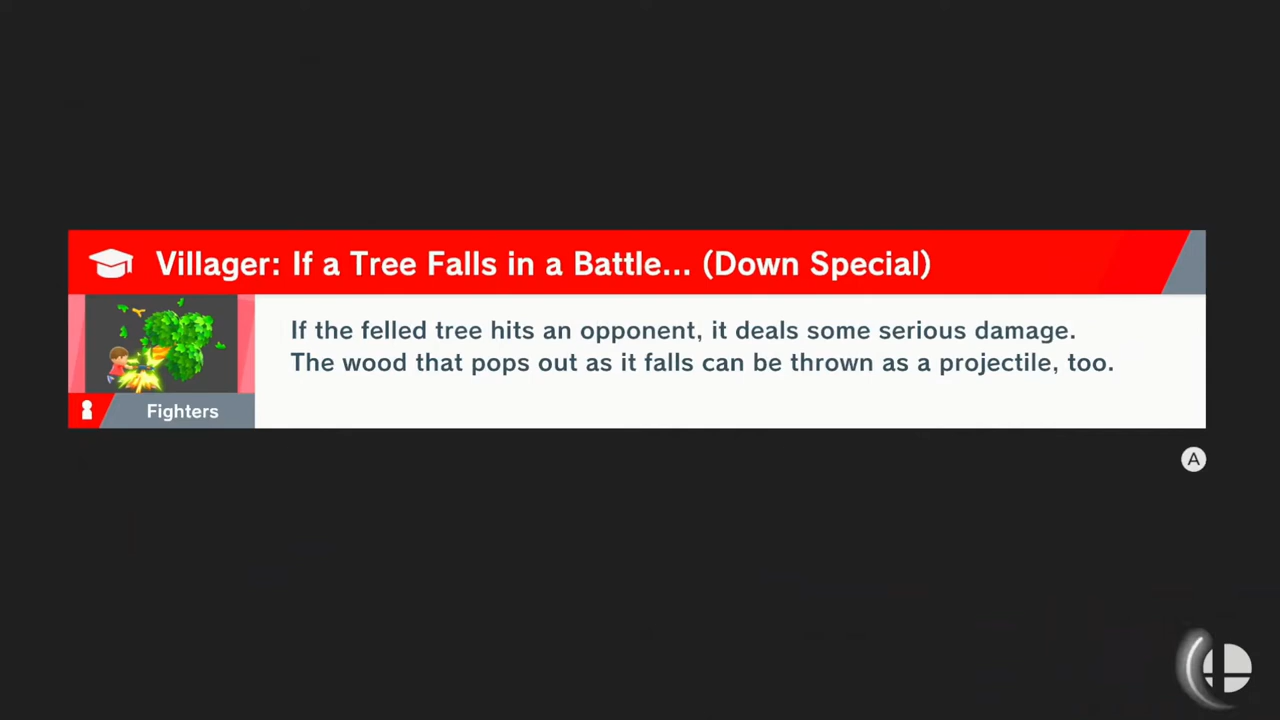 Villager: If a Tree Falls in a Battle... (Down Special)
If the felled tree hits an opponent, it deals some serious damage.
The wood that pops out as it falls can be thrown as a projectile, too.
Fighters
A